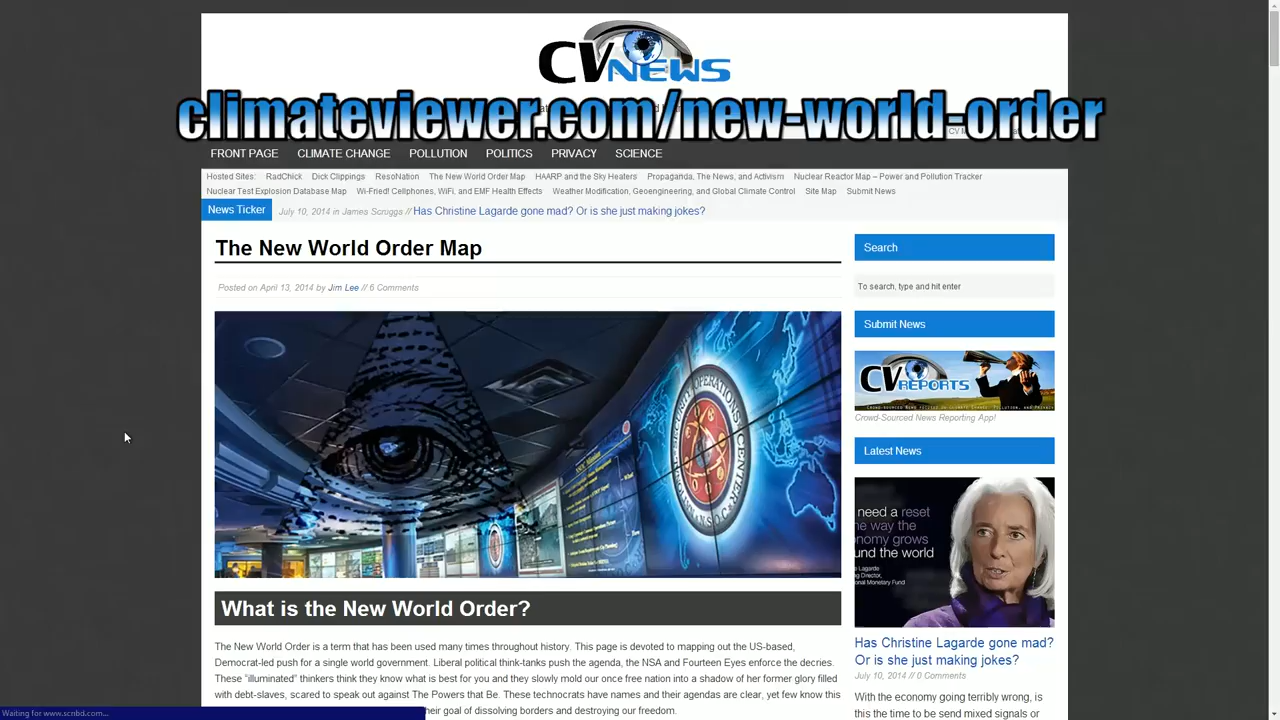 CV NEWS
climateviewer.com/new-world-order
FRONT PAGE CLIMATE CHANGE POLLUTION POLITICS PRIVACY SCIENCE
Hosted Sites: RadChick Dick Clippings ResoNation The New World Order Map HAARP and the Sky Heaters Propaganda, The News, and Activism Nuclear Reactor Map – Power and Pollution Tracker
Nuclear Test Explosion Database Map Wi-Fried! Cellphones, WiFi, and EMF Health Effects Weather Modification, Geoengineering, and Global Climate Control Site Map Submit News
News Ticker July 10, 2014 in James Scruggs // Has Christine Lagarde gone mad? Or is she just making jokes?
The New World Order Map
Posted on April 13, 2014 by Jim Lee // 6 Comments
OPERATIONS
CENTER
What is the New World Order?
The New World Order is a term that has been used many times throughout history. This page is devoted to mapping out the US-based,
Democrat-led push for a single world government. Liberal political think-tanks push the agenda, the NSA and Fourteen Eyes enforce the decries.
These “illuminated” thinkers think they know what is best for you and they slowly mold our once free nation into a shadow of her former glory filled
with debt-slaves, scared to speak out against The Powers that Be. These technocrats have names and their agendas are clear, yet few know this
heir goal of dissolving borders and destroying our freedom.
Search
To search, type and hit enter
Submit News
CV REPORTS
Crowd-Sourced News Reporting App!
Latest News
need a reset
he way the
onomy grows
und the world
e Lagarde
ng Director,
onal Monetary Fund
Has Christine Lagarde gone mad?
Or is she just making jokes?
July 10, 2014 // 0 Comments
With the economy going terribly wrong, is
this the time to be send mixed signals or
Waiting for www.scribd.com...